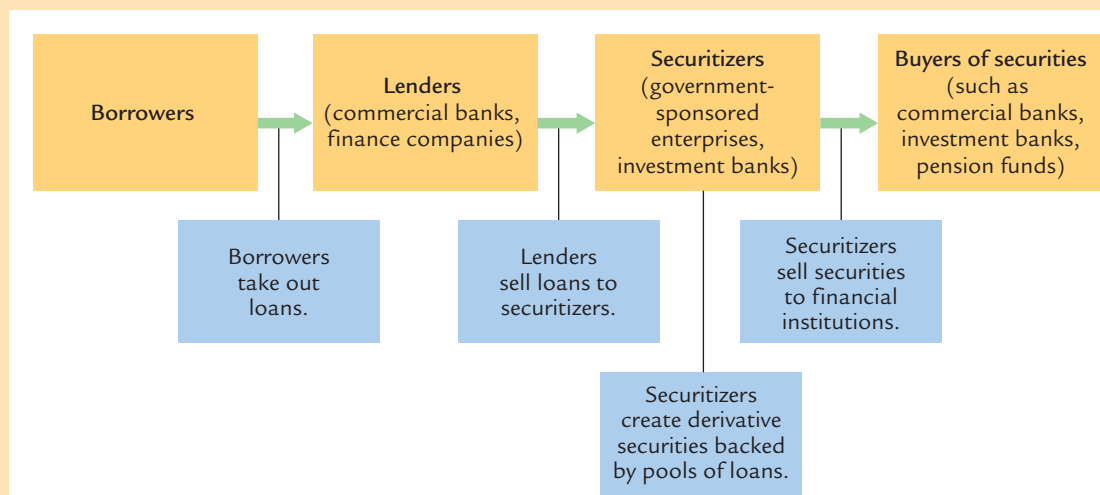 Borrowers
Lenders
(commercial banks,
finance companies)
Securitizers
(government-
sponsored
enterprises,
investment banks)
Buyers of securities
(such as
commercial banks,
investment banks,
pension funds)
Borrowers
take out
loans.
Lenders
sell loans to
securitizers.
Securitizers
sell securities
to financial
institutions.
Securitizers
create derivative
securities backed
by pools of loans.